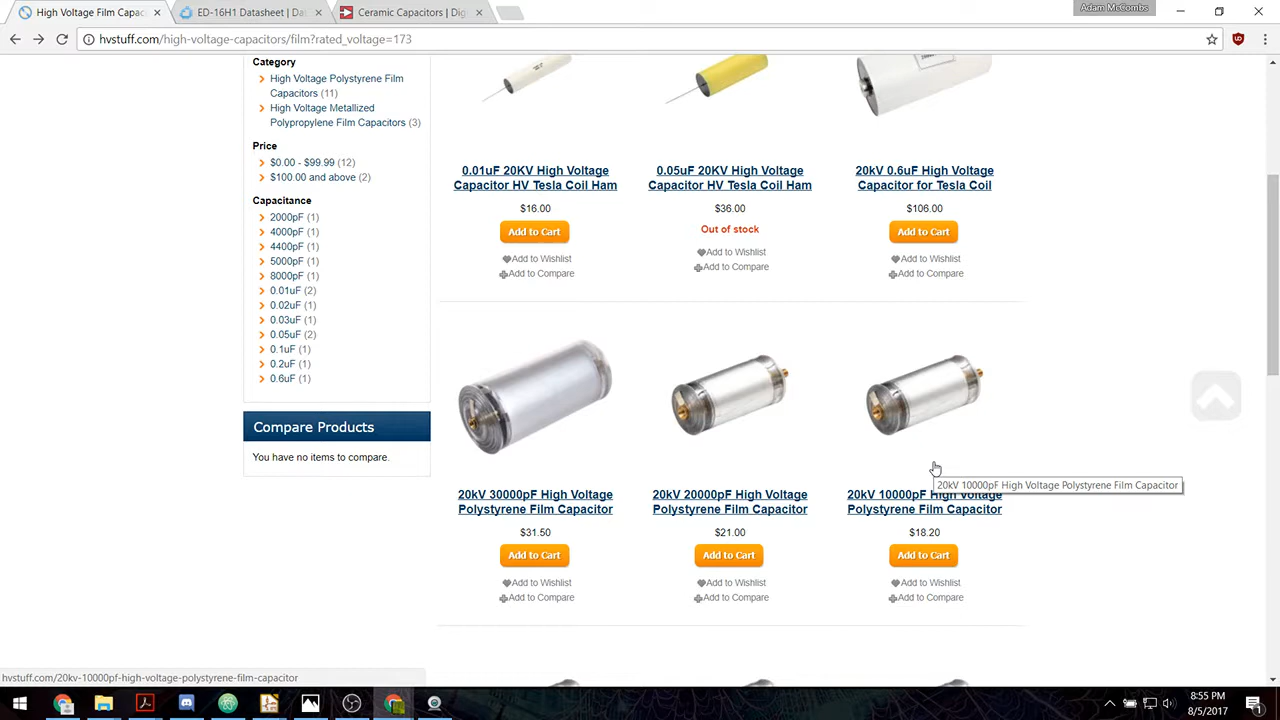 High Voltage Film Capac
ED-16H1 Datasheet | Da
Ceramic Capacitors | Dig
Adam McCombs
hvstuff.com/high-voltage-capacitors/film?rated_voltage=173
Category
High Voltage Polystyrene Film
Capacitors (11)
High Voltage Metallized
Polypropylene Film Capacitors (3)
Price
$0.00 - $99.99 (12)
$100.00 and above (2)
Capacitance
2000pF (1)
4000pF (1)
4400pF (1)
5000pF (1)
8000pF (1)
0.01uF (2)
0.02uF (1)
0.03uF (1)
0.05uF (2)
0.1uF (1)
0.2uF (1)
0.6uF (1)
Compare Products
You have no items to compare.
0.01uF 20KV High Voltage
Capacitor HV Tesla Coil Ham
$16.00
Add to Cart
Add to Wishlist
Add to Compare
0.05uF 20KV High Voltage
Capacitor HV Tesla Coil Ham
$36.00
Out of stock
Add to Wishlist
Add to Compare
20kV 0.6uF High Voltage
Capacitor for Tesla Coil
$106.00
Add to Cart
Add to Wishlist
Add to Compare
20kV 30000pF High Voltage
Polystyrene Film Capacitor
$31.50
Add to Cart
Add to Wishlist
Add to Compare
20kV 20000pF High Voltage
Polystyrene Film Capacitor
$21.00
Add to Cart
Add to Wishlist
Add to Compare
20kV 10000pF High Voltage Polystyrene Film Capacitor
20kV 10000pF High Voltage
Polystyrene Film Capacitor
$18.20
Add to Cart
Add to Wishlist
Add to Compare
hvstuff.com/20kv-10000pf-high-voltage-polystyrene-film-capacitor
8:55 PM
8/5/2017